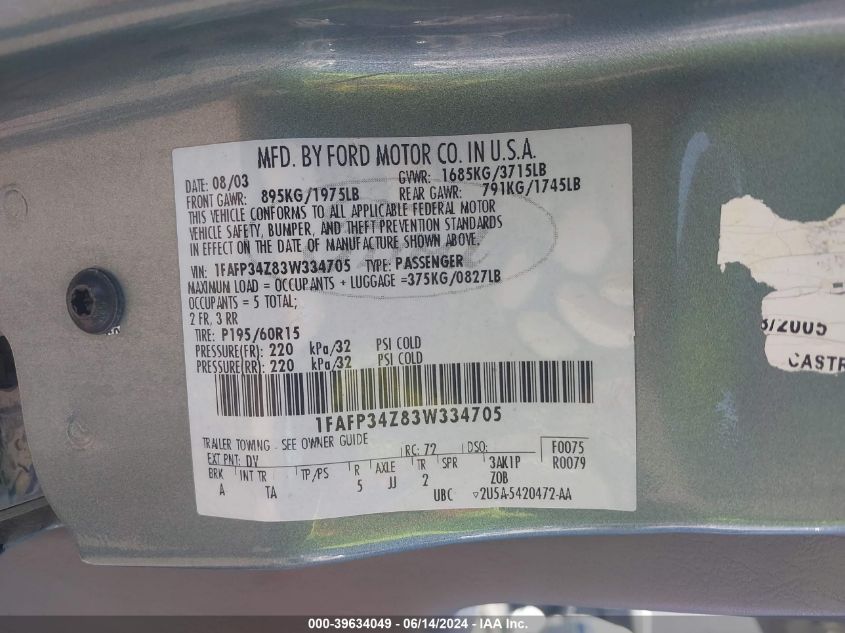 MFD. BY FORD MOTOR CO. IN U.S.A.
DATE: 08/03 GVWR: 1685KG/3715LB
FRONT GAWR: 895KG/1975LB REAR GAWR: 791KG/1745LB
THIS VEHICLE CONFORMS TO ALL APPLICABLE FEDERAL MOTOR
VEHICLE SAFETY, BUMPER, AND THEFT PREVENTION STANDARDS
IN EFFECT ON THE DATE OF MANUFACTURE SHOWN ABOVE.
VIN: 1FAFP34Z83W334705 TYPE: PASSENGER
MAXIMUM LOAD = OCCUPANTS + LUGGAGE =375KG/0827LB
OCCUPANTS = 5 TOTAL;
2 FR, 3 RR
TIRE: P195/60R15
PRESSURE(FR): 220 kPa/32 PSI COLD
PRESSURE(RR): 220 kPa/32 PSI COLD
1FAFP34Z83W334705
TRAILER TOWING - SEE OWNER GUIDE
EXT PNT: DV RC: 72 DSO: F0075
BRK INT TR TP/PS R AXLE TR SPR 3AK1P R0079
A TA 5 JJ 2 Z0B
UBC ▽2U5A-5420472-AA
3/2005
CASTR
000-39634049 - 06/14/2024 - IAA Inc.